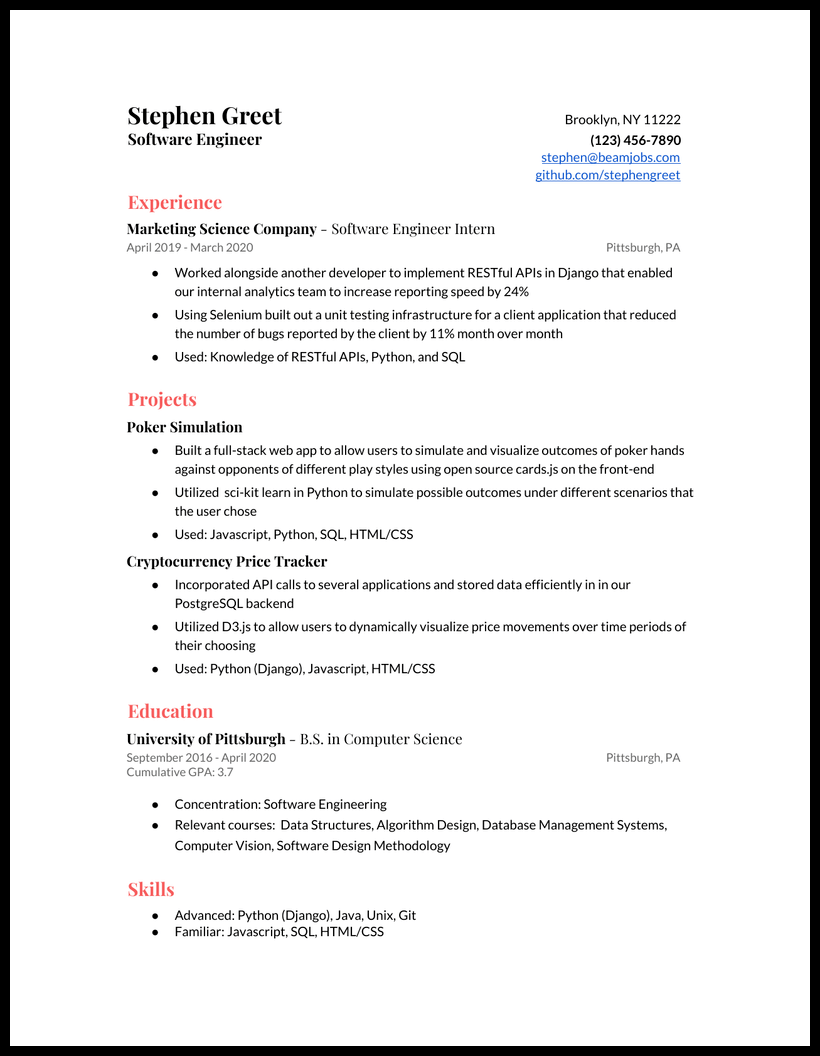 Stephen Greet
Software Engineer
Brooklyn, NY 11222
(123) 456-7890
stephen@beamjobs.com
github.com/stephengreet
Experience
Marketing Science Company - Software Engineer Intern
April 2019 - March 2020 Pittsburgh, PA
● Worked alongside another developer to implement RESTful APIs in Django that enabled
our internal analytics team to increase reporting speed by 24%
● Using Selenium built out a unit testing infrastructure for a client application that reduced
the number of bugs reported by the client by 11% month over month
● Used: Knowledge of RESTful APIs, Python, and SQL
Projects
Poker Simulation
● Built a full-stack web app to allow users to simulate and visualize outcomes of poker hands
against opponents of different play styles using open source cards.js on the front-end
● Utilized  sci-kit learn in Python to simulate possible outcomes under different scenarios that
the user chose
● Used: Javascript, Python, SQL, HTML/CSS
Cryptocurrency Price Tracker
● Incorporated API calls to several applications and stored data efficiently in in our
PostgreSQL backend
● Utilized D3.js to allow users to dynamically visualize price movements over time periods of
their choosing
● Used: Python (Django), Javascript, HTML/CSS
Education
University of Pittsburgh - B.S. in Computer Science
September 2016 - April 2020 Pittsburgh, PA
Cumulative GPA: 3.7
● Concentration: Software Engineering
● Relevant courses:  Data Structures, Algorithm Design, Database Management Systems,
Computer Vision, Software Design Methodology
Skills
● Advanced: Python (Django), Java, Unix, Git
● Familiar: Javascript, SQL, HTML/CSS